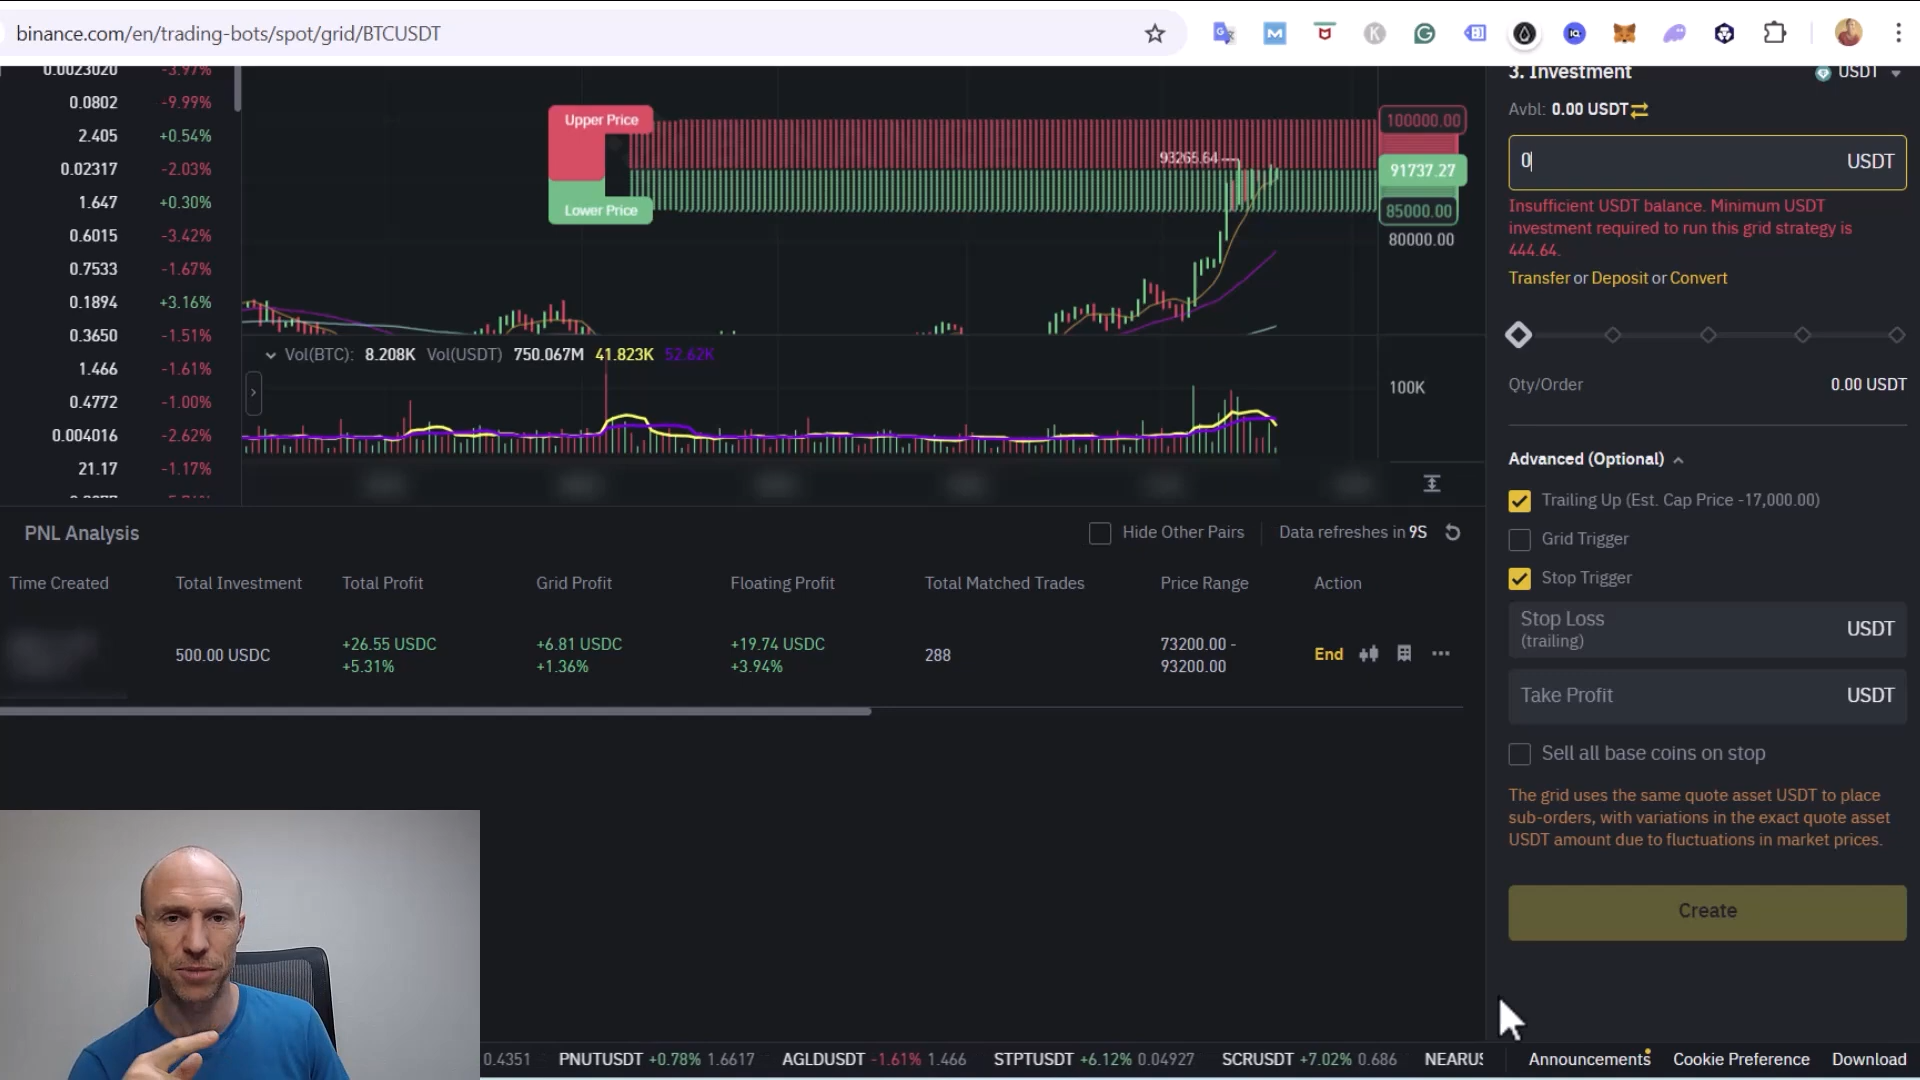 binance.com/en/trading-bots/spot/grid/BTCUSDT
0.0023020 -3.97%
0.0802 -9.99%
2.405 +0.54%
0.02317 -2.03%
1.647 +0.30%
0.6015 -3.42%
0.7533 -1.67%
0.1894 +3.16%
0.3650 -1.51%
1.466 -1.61%
0.4772 -1.00%
0.004016 -2.62%
21.17 -1.17%
Upper Price
Lower Price
93265.64
100000.00
91737.27
85000.00
80000.00
Vol(BTC): 8.208K Vol(USDT) 750.067M 41.823K 52.62K
100K
3. Investment USDT
Avbl: 0.00 USDT
0 USDT
Insufficient USDT balance. Minimum USDT
investment required to run this grid strategy is
444.64.
Transfer or Deposit or Convert
Qty/Order 0.00 USDT
Advanced (Optional)
Trailing Up (Est. Cap Price -17,000.00)
Grid Trigger
Stop Trigger
Stop Loss
(trailing)
USDT
Take Profit USDT
Sell all base coins on stop
The grid uses the same quote asset USDT to place
sub-orders, with variations in the exact quote asset
USDT amount due to fluctuations in market prices.
Create
PNL Analysis Hide Other Pairs Data refreshes in 9S
Time Created Total Investment Total Profit Grid Profit Floating Profit Total Matched Trades Price Range Action
500.00 USDC +26.55 USDC +6.81 USDC +19.74 USDC 288 73200.00 - End
+5.31% +1.36% +3.94% 93200.00
0.4351 PNUTUSDT +0.78% 1.6617 AGLDUSDT -1.61% 1.466 STPTUSDT +6.12% 0.04927 SCRUSDT +7.02% 0.686 Announcements Cookie Preference Download